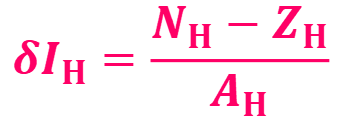 δI_H = (N_H − Z_H) / A_H